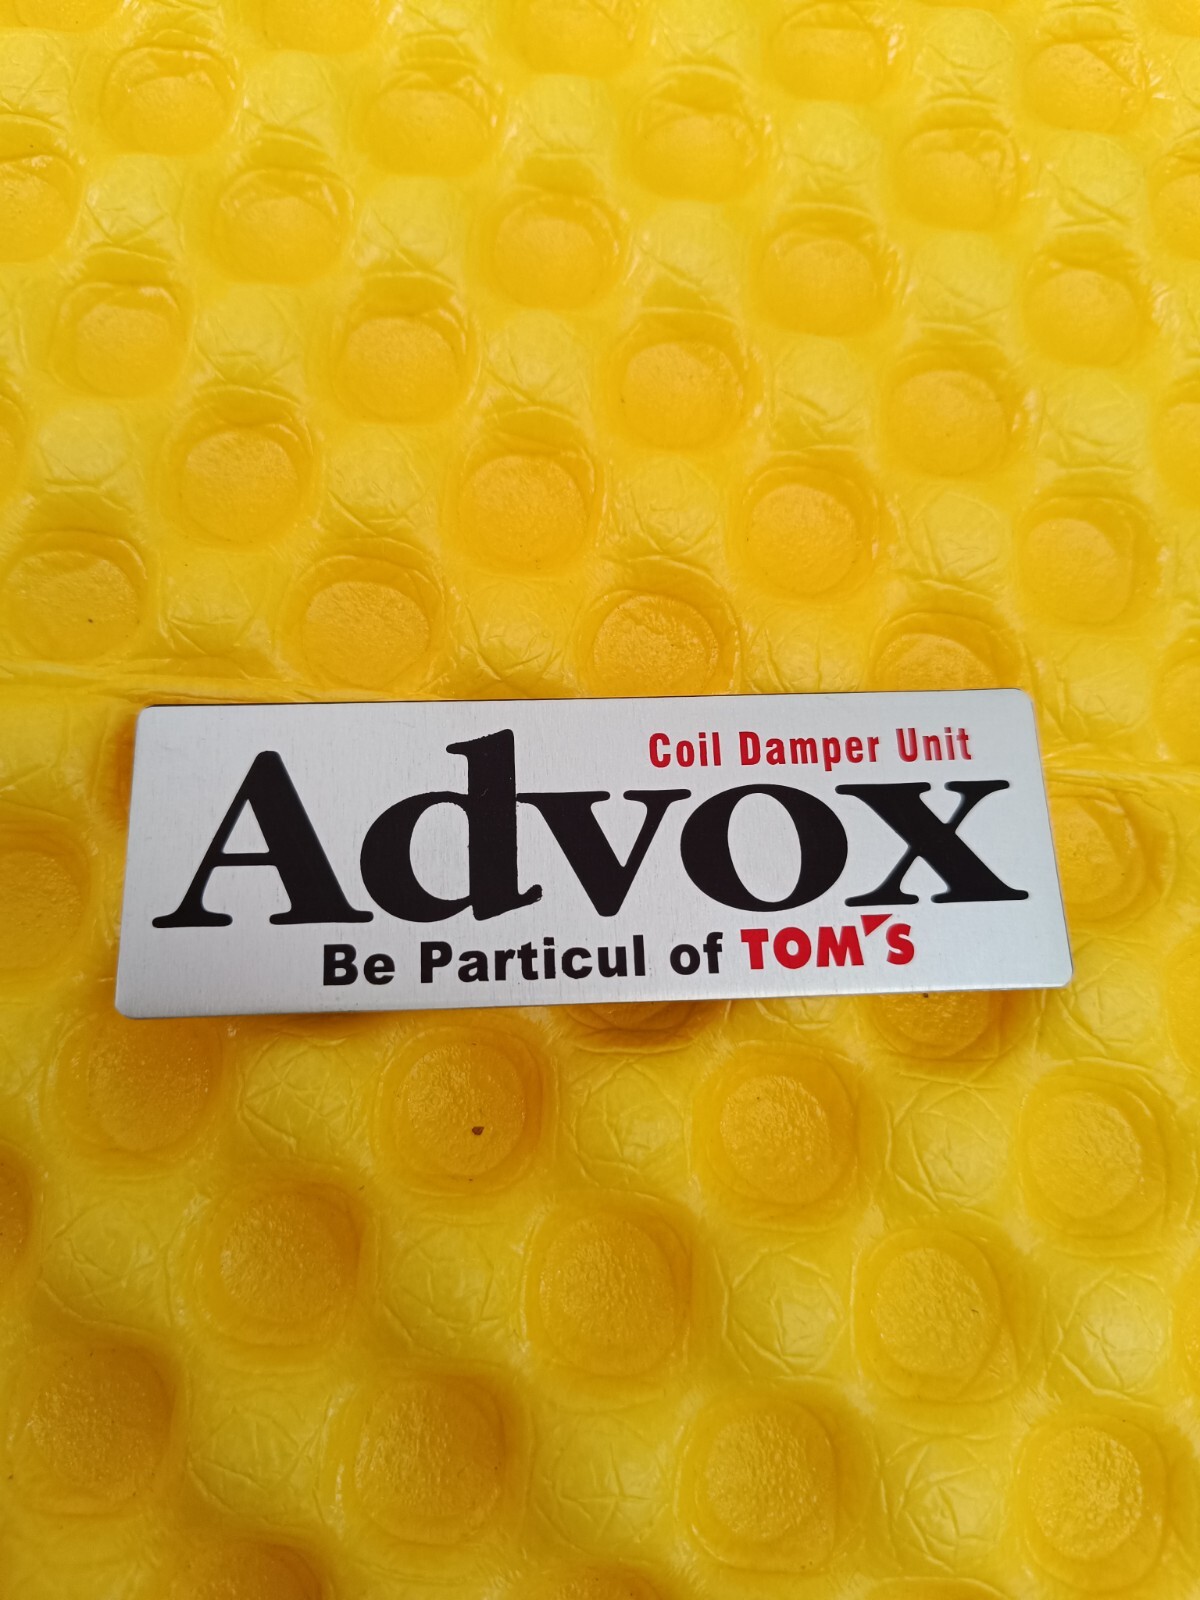 Coil Damper Unit
Advox
Be Particul of TOM'S